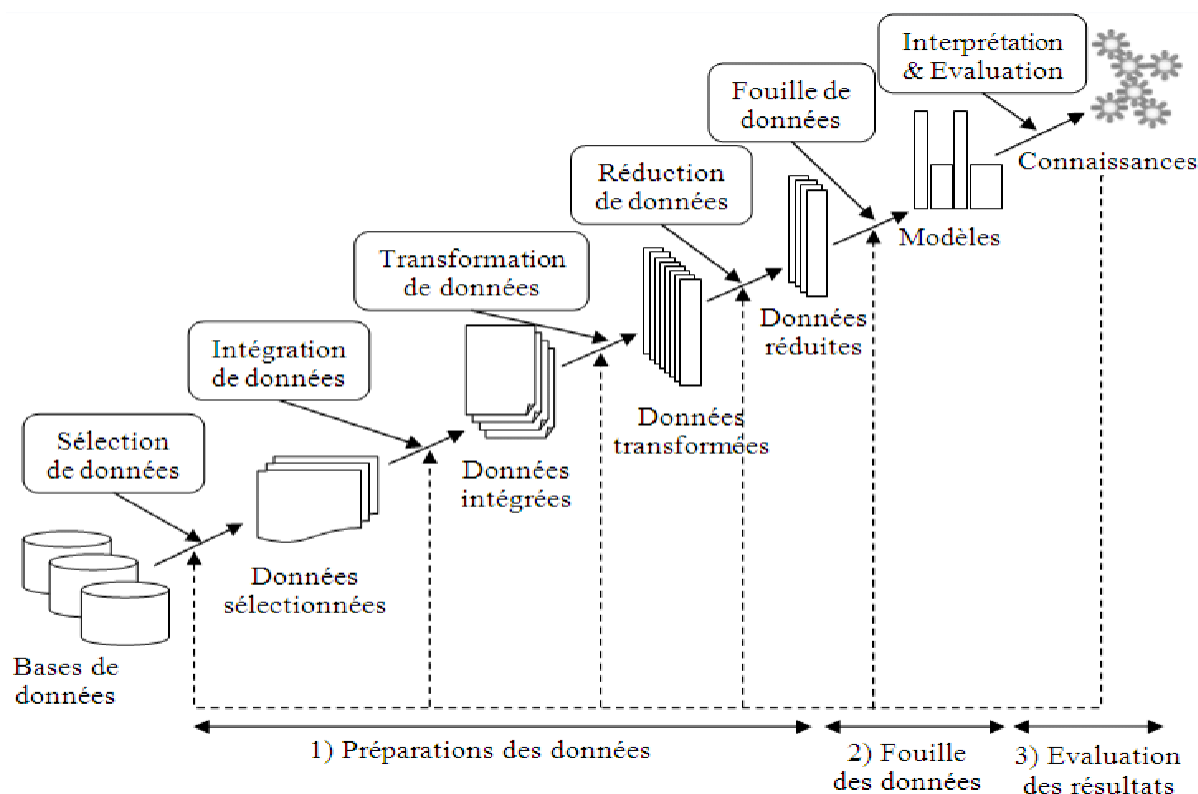 Interprétation
& Evaluation
Connaissances
Fouille de
données
Modèles
Réduction
de données
Données
réduites
Transformation
de données
Données
transformées
Intégration
de données
Données
intégrées
Sélection
de données
Données
sélectionnées
Bases de
données
1) Préparations des données
2) Fouille
des données
3) Evaluation
des résultats